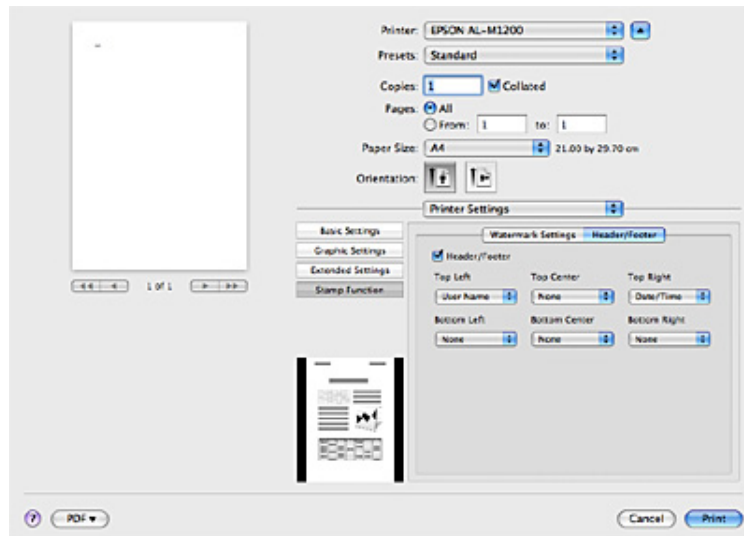 Printer: EPSON AL-M1200
Presets: Standard
Copies: 1 Collated
Pages: All
From: 1 to: 1
Paper Size: A4 21.00 by 29.70 cm
Orientation:
Printer Settings
Basic Settings
Graphic Settings
Extended Settings
Stamp Function
Watermark Settings Header/Footer
Header/Footer
Top Left Top Center Top Right
User Name None Date/Time
Bottom Left Bottom Center Bottom Right
None None None
1 of 1
? PDF Cancel Print